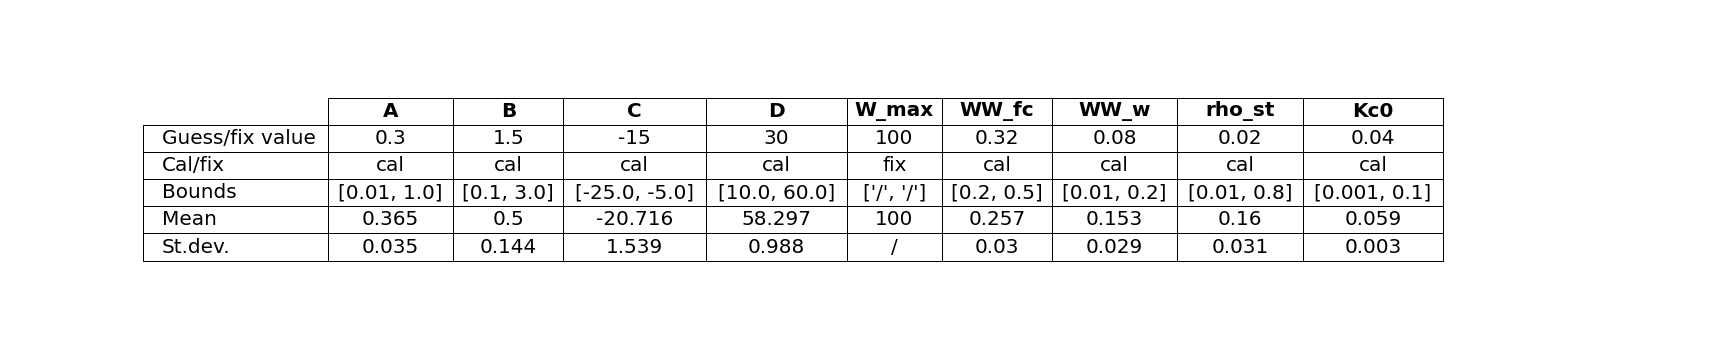 A B C D W_max WW_fc WW_w rho_st Kc0
Guess/fix value 0.3 1.5 -15 30 100 0.32 0.08 0.02 0.04
Cal/fix cal cal cal cal fix cal cal cal cal
Bounds [0.01, 1.0] [0.1, 3.0] [-25.0, -5.0] [10.0, 60.0] ['/', '/'] [0.2, 0.5] [0.01, 0.2] [0.01, 0.8] [0.001, 0.1]
Mean 0.365 0.5 -20.716 58.297 100 0.257 0.153 0.16 0.059
St.dev. 0.035 0.144 1.539 0.988 / 0.03 0.029 0.031 0.003